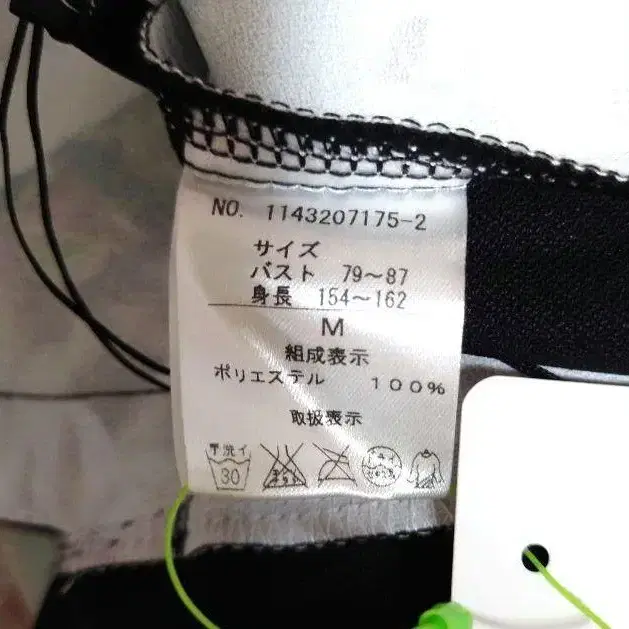 NO. 1143207175-2
サイズ
バスト 79〜87
身長 154〜162
M
組成表示
ポリエステル 100%
取扱表示
手洗イ
30